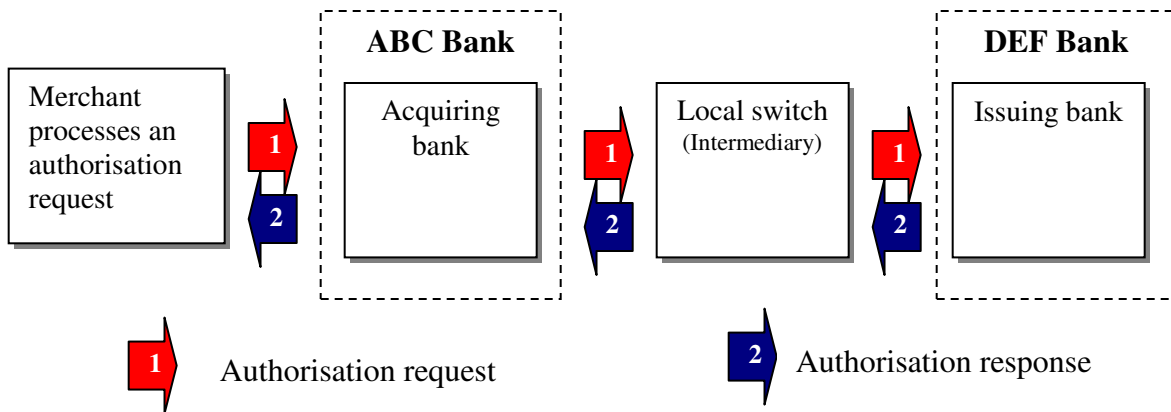 ABC Bank
DEF Bank
Merchant
processes an
authorisation
request
1
2
Acquiring
bank
1
2
Local switch
(Intermediary)
1
2
Issuing bank
1
Authorisation request
2
Authorisation response